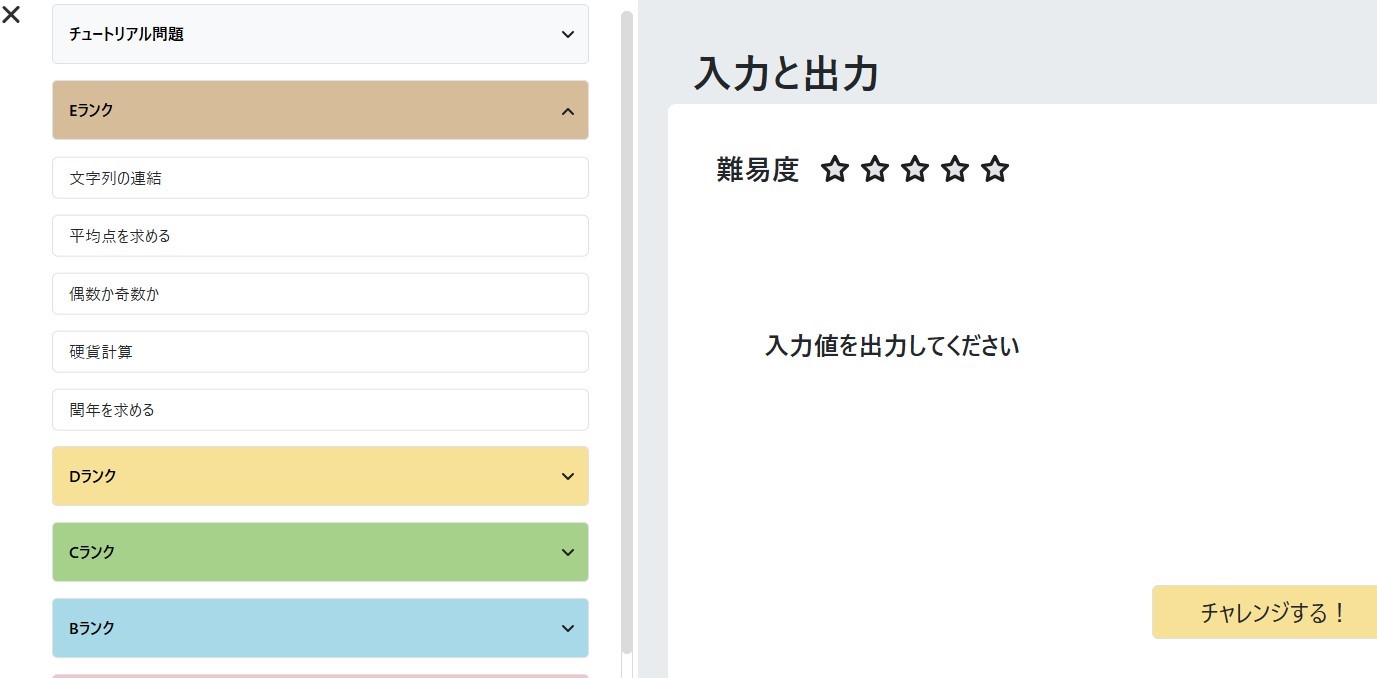 チュートリアル問題
Eランク
文字列の連結
平均点を求める
偶数か奇数か
硬貨計算
閏年を求める
Dランク
Cランク
Bランク
入力と出力
難易度
入力値を出力してください
チャレンジする！